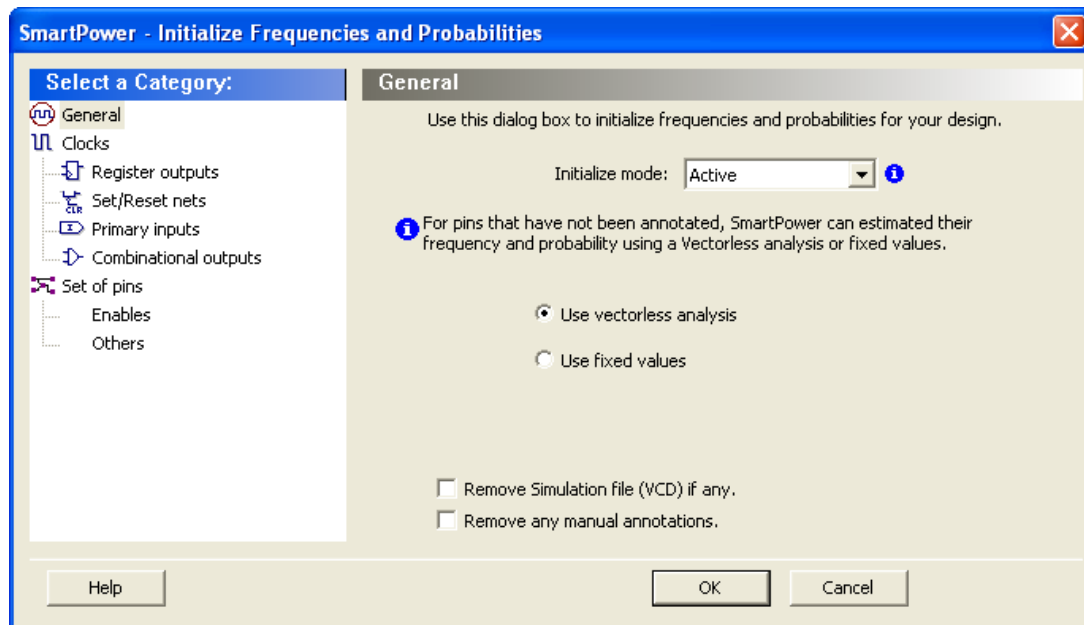 SmartPower - Initialize Frequencies and Probabilities
Select a Category:
General
Clocks
Register outputs
CLR
Set/Reset nets
Primary inputs
Combinational outputs
Set of pins
Enables
Others
General
Use this dialog box to initialize frequencies and probabilities for your design.
Initialize mode: Active
For pins that have not been annotated, SmartPower can estimated their
frequency and probability using a Vectorless analysis or fixed values.
Use vectorless analysis
Use fixed values
Remove Simulation file (VCD) if any.
Remove any manual annotations.
Help
OK
Cancel